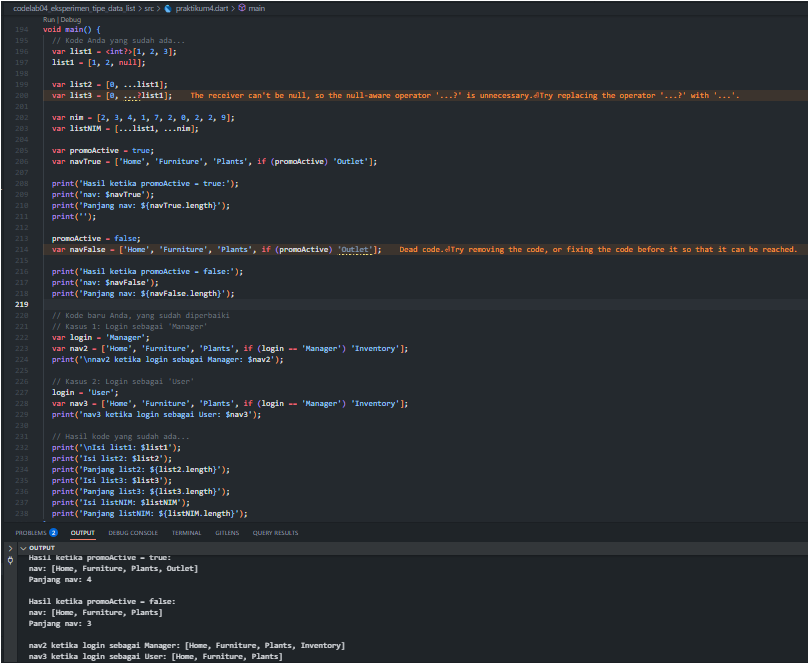 codelab04_eksperimen_tipe_data_list > src > praktikum4.dart > main
Run | Debug
194 void main() {
195 // Kode Anda yang sudah ada...
196 var list1 = <int?>[1, 2, 3];
197 list1 = [1, 2, null];
198
199 var list2 = [0, ...list1];
200 var list3 = [0, ...?list1]; The receiver can't be null, so the null-aware operator '...?' is unnecessary.⏎Try replacing the operator '...?' with '...'.
201
202 var nim = [2, 3, 4, 1, 7, 2, 0, 2, 2, 9];
203 var listNIM = [...list1, ...nim];
204
205 var promoActive = true;
206 var navTrue = ['Home', 'Furniture', 'Plants', if (promoActive) 'Outlet'];
207
208 print('Hasil ketika promoActive = true:');
209 print('nav: $navTrue');
210 print('Panjang nav: ${navTrue.length}');
211 print('');
212
213 promoActive = false;
214 var navFalse = ['Home', 'Furniture', 'Plants', if (promoActive) 'Outlet']; Dead code.⏎Try removing the code, or fixing the code before it so that it can be reached.
215
216 print('Hasil ketika promoActive = false:');
217 print('nav: $navFalse');
218 print('Panjang nav: ${navFalse.length}');
219
220 // Kode baru Anda, yang sudah diperbaiki
221 // Kasus 1: Login sebagai 'Manager'
222 var login = 'Manager';
223 var nav2 = ['Home', 'Furniture', 'Plants', if (login == 'Manager') 'Inventory'];
224 print('\nnav2 ketika login sebagai Manager: $nav2');
225
226 // Kasus 2: Login sebagai 'User'
227 login = 'User';
228 var nav3 = ['Home', 'Furniture', 'Plants', if (login == 'Manager') 'Inventory'];
229 print('nav3 ketika login sebagai User: $nav3');
230
231 // Hasil kode yang sudah ada...
232 print('\nIsi list1: $list1');
233 print('Isi list2: $list2');
234 print('Panjang list2: ${list2.length}');
235 print('Isi list3: $list3');
236 print('Panjang list3: ${list3.length}');
237 print('Isi listNIM: $listNIM');
238 print('Panjang listNIM: ${listNIM.length}');
PROBLEMS 2 OUTPUT DEBUG CONSOLE TERMINAL GITLENS QUERY RESULTS
OUTPUT
Hasil ketika promoActive = true:
nav: [Home, Furniture, Plants, Outlet]
Panjang nav: 4
Hasil ketika promoActive = false:
nav: [Home, Furniture, Plants]
Panjang nav: 3
nav2 ketika login sebagai Manager: [Home, Furniture, Plants, Inventory]
nav3 ketika login sebagai User: [Home, Furniture, Plants]